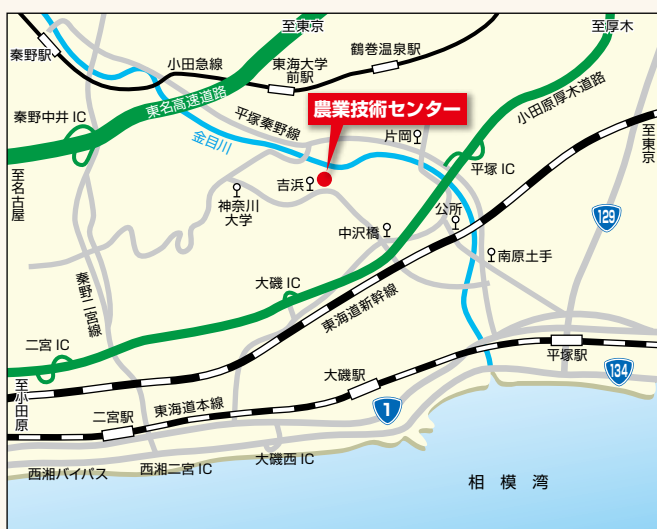 至東京
至厚木
鶴巻温泉駅
秦野駅
小田急線
東海大学
前駅
東名高速道路
小田原厚木道路
農業技術センター
秦野中井 IC
平塚秦野線
片岡
金目川
至東京
平塚 IC
至名古屋
吉浜
神奈川
大学
公所
129
中沢橋
南原土手
秦野二宮線
大磯 IC
東海道新幹線
二宮 IC
平塚駅
大磯駅
134
至小田原
東海道本線
1
二宮駅
大磯西 IC
西湘バイパス
西湘二宮 IC
相模湾